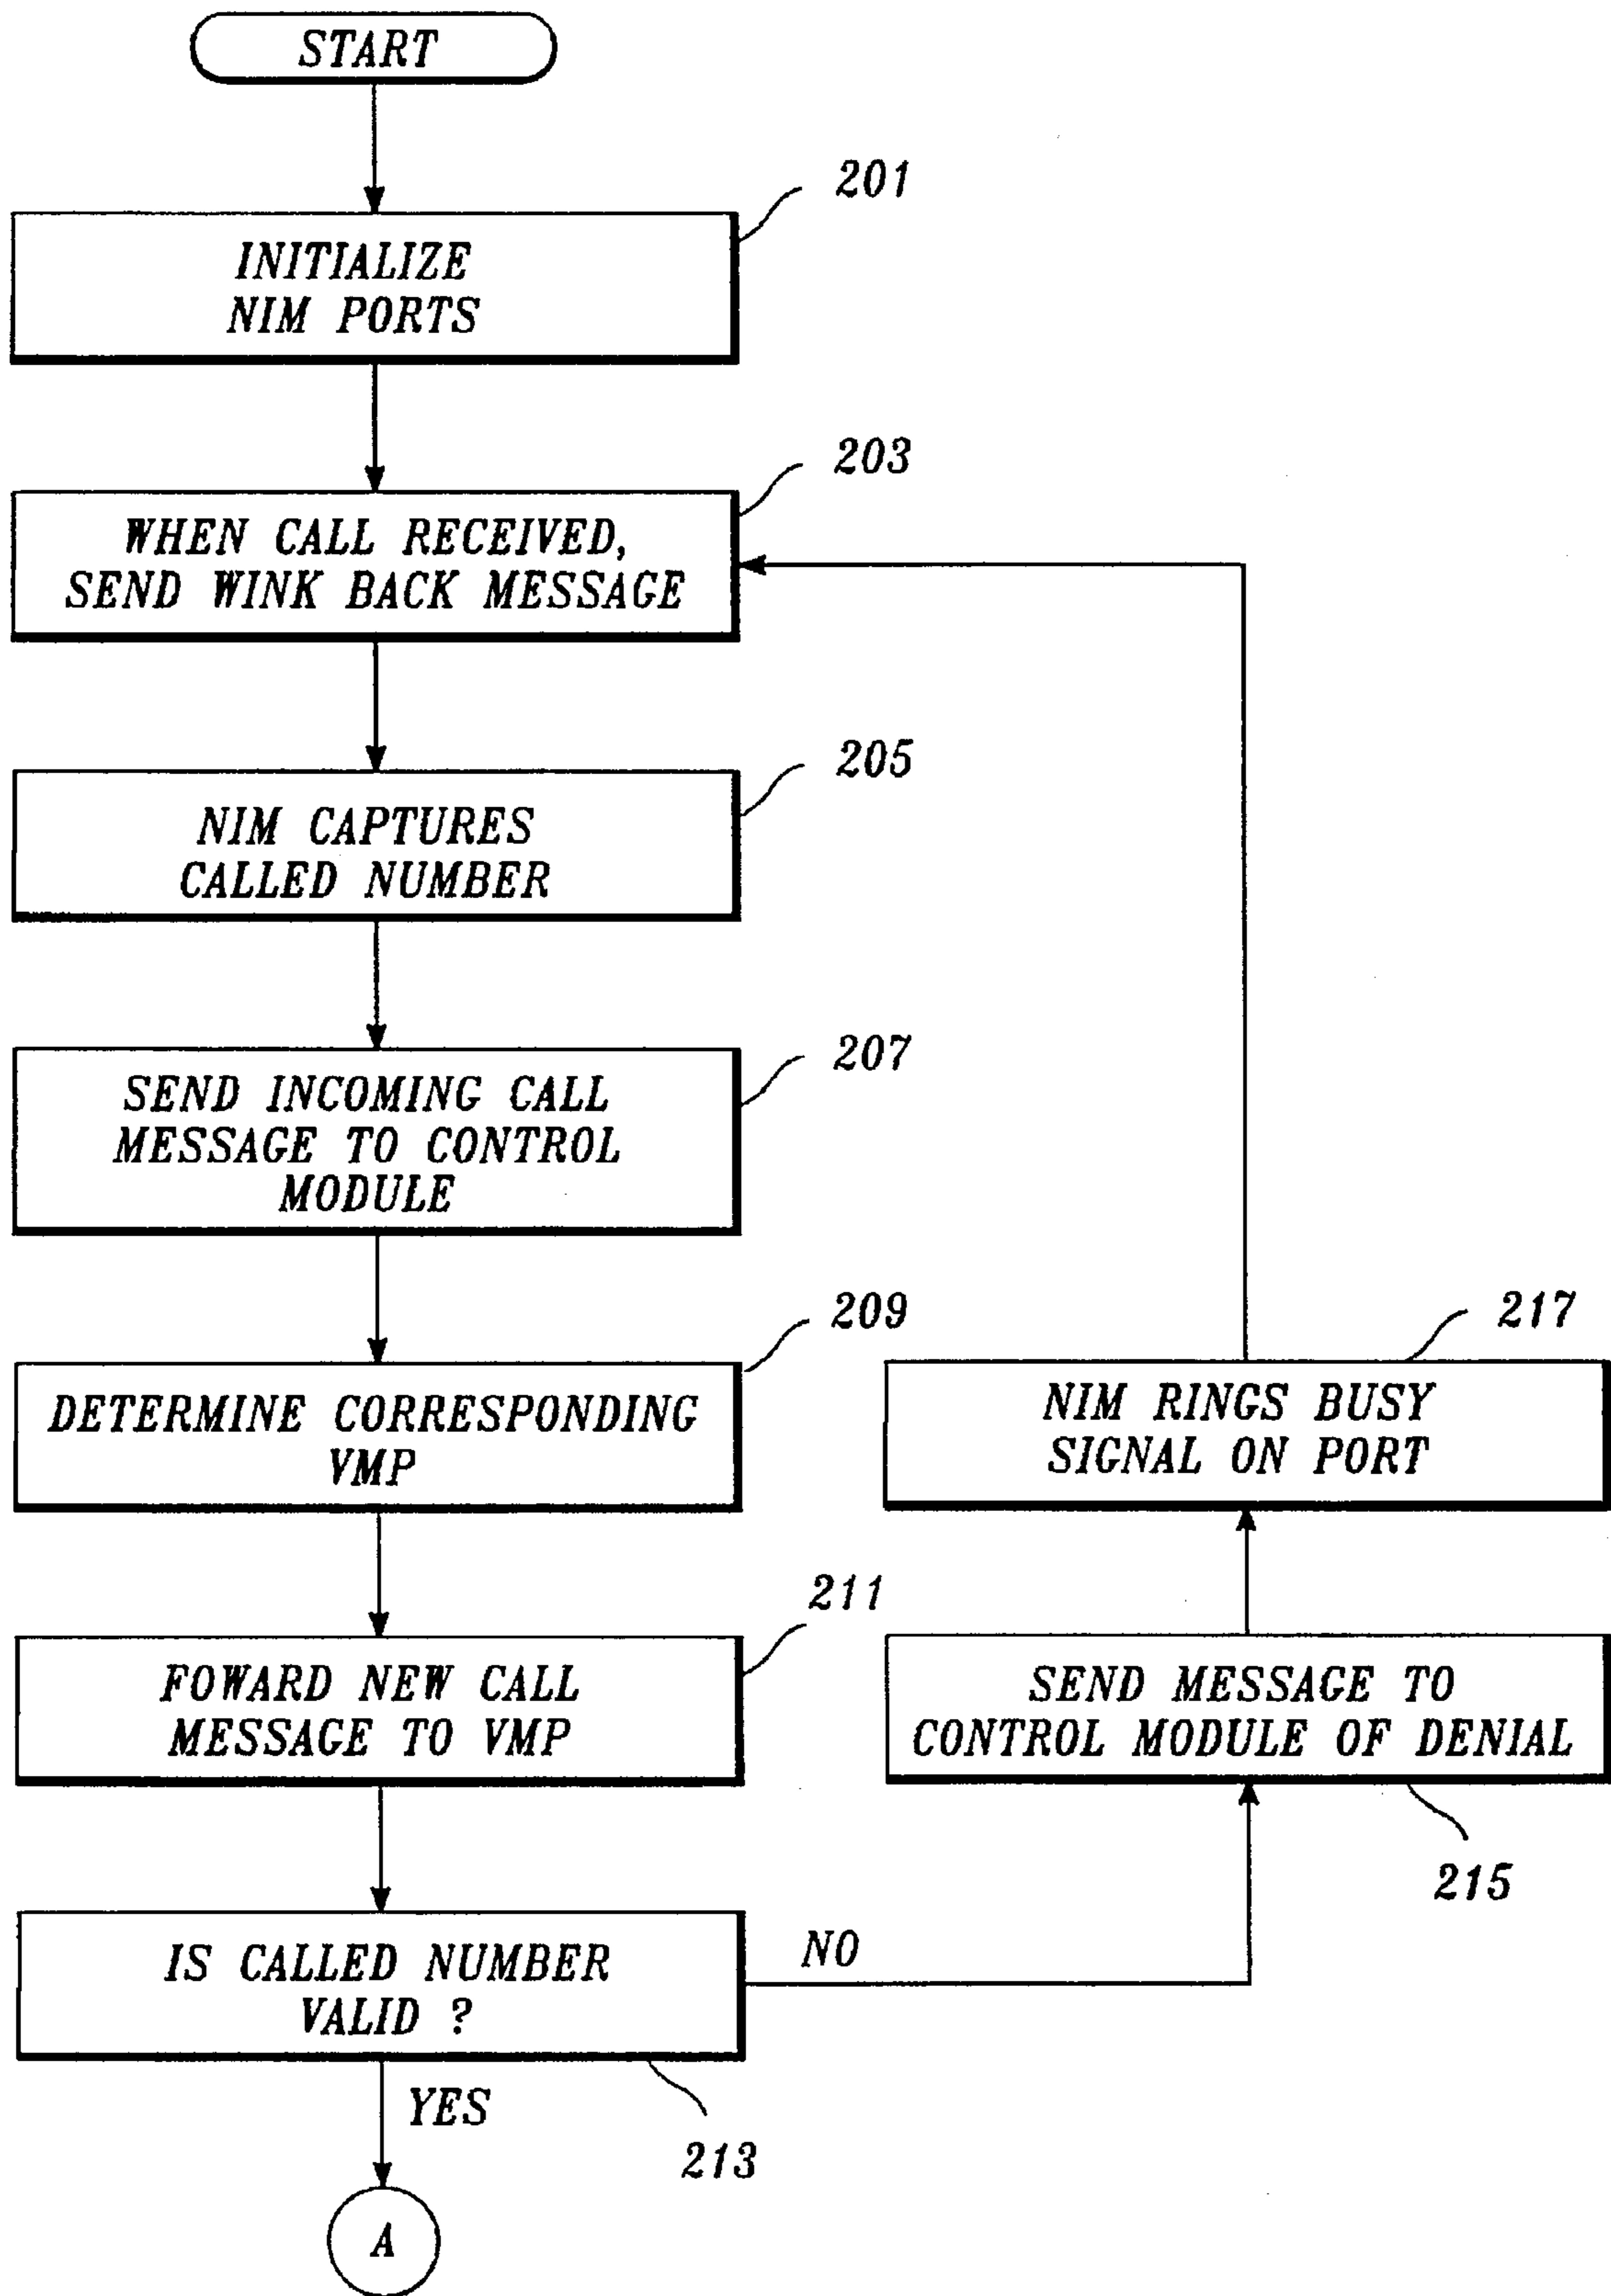 START
201
INITIALIZE
NIM PORTS
203
WHEN CALL RECEIVED,
SEND WINK BACK MESSAGE
205
NIM CAPTURES
CALLED NUMBER
207
SEND INCOMING CALL
MESSAGE TO CONTROL
MODULE
209
DETERMINE CORRESPONDING
VMP
211
FOWARD NEW CALL
MESSAGE TO VMP
IS CALLED NUMBER
VALID ?
213
NO
YES
A
215
SEND MESSAGE TO
CONTROL MODULE OF DENIAL
217
NIM RINGS BUSY
SIGNAL ON PORT